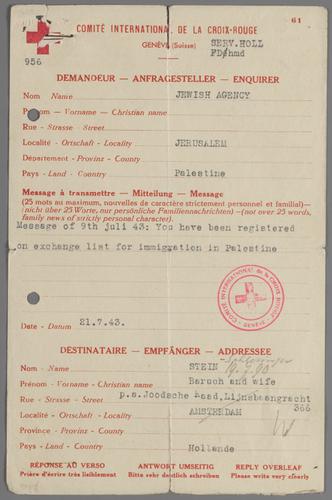 61
COMITÉ INTERNATIONAL DE LA CROIX-ROUGE
GENÈVE (Suisse) SERV.HOLL
FD/hmd
956
DEMANDEUR — ANFRAGESTELLER — ENQUIRER
Nom Name JEWISH AGENCY
Prénom - Vorname - Christian name
Rue - Strasse - Street
Localité - Ortschaft - Locality JERUSALEM
Département - Provinz - County
Pays - Land - Country Palestine
Message à transmettre — Mitteilung — Message
(25 mots au maximum, nouvelles de caractère strictement personnel et familial)—
(nicht über 25 Worte, nur persönliche Familiennachrichten)—(not over 25 words,
family news of strictly personal character).
Message of 9th juli 43: You have been registered
on exchange list for immigration in Palestine
COMITÉ INTERNATIONAL de la CROIX-ROUGE
GENÈVE
Date - Datum 21.7.43.
DESTINATAIRE — EMPFÄNGER — ADDRESSEE
Nom Name STEIN
Prénom - Vorname - Christian name Baruch and wife
Rue - Strasse - Street p.a.Joodsche Raad,Lijnbaangracht
366
Localité - Ortschaft - Locality AMSTERDAM
Province - Provinz - County
Pays - Land - Country Hollande
RÉPONSE AU VERSO ANTWORT UMSEITIG REPLY OVERLEAF
Prière d'écrire très lisiblement Bitte sehr deutlich schreiben Please write very clearly